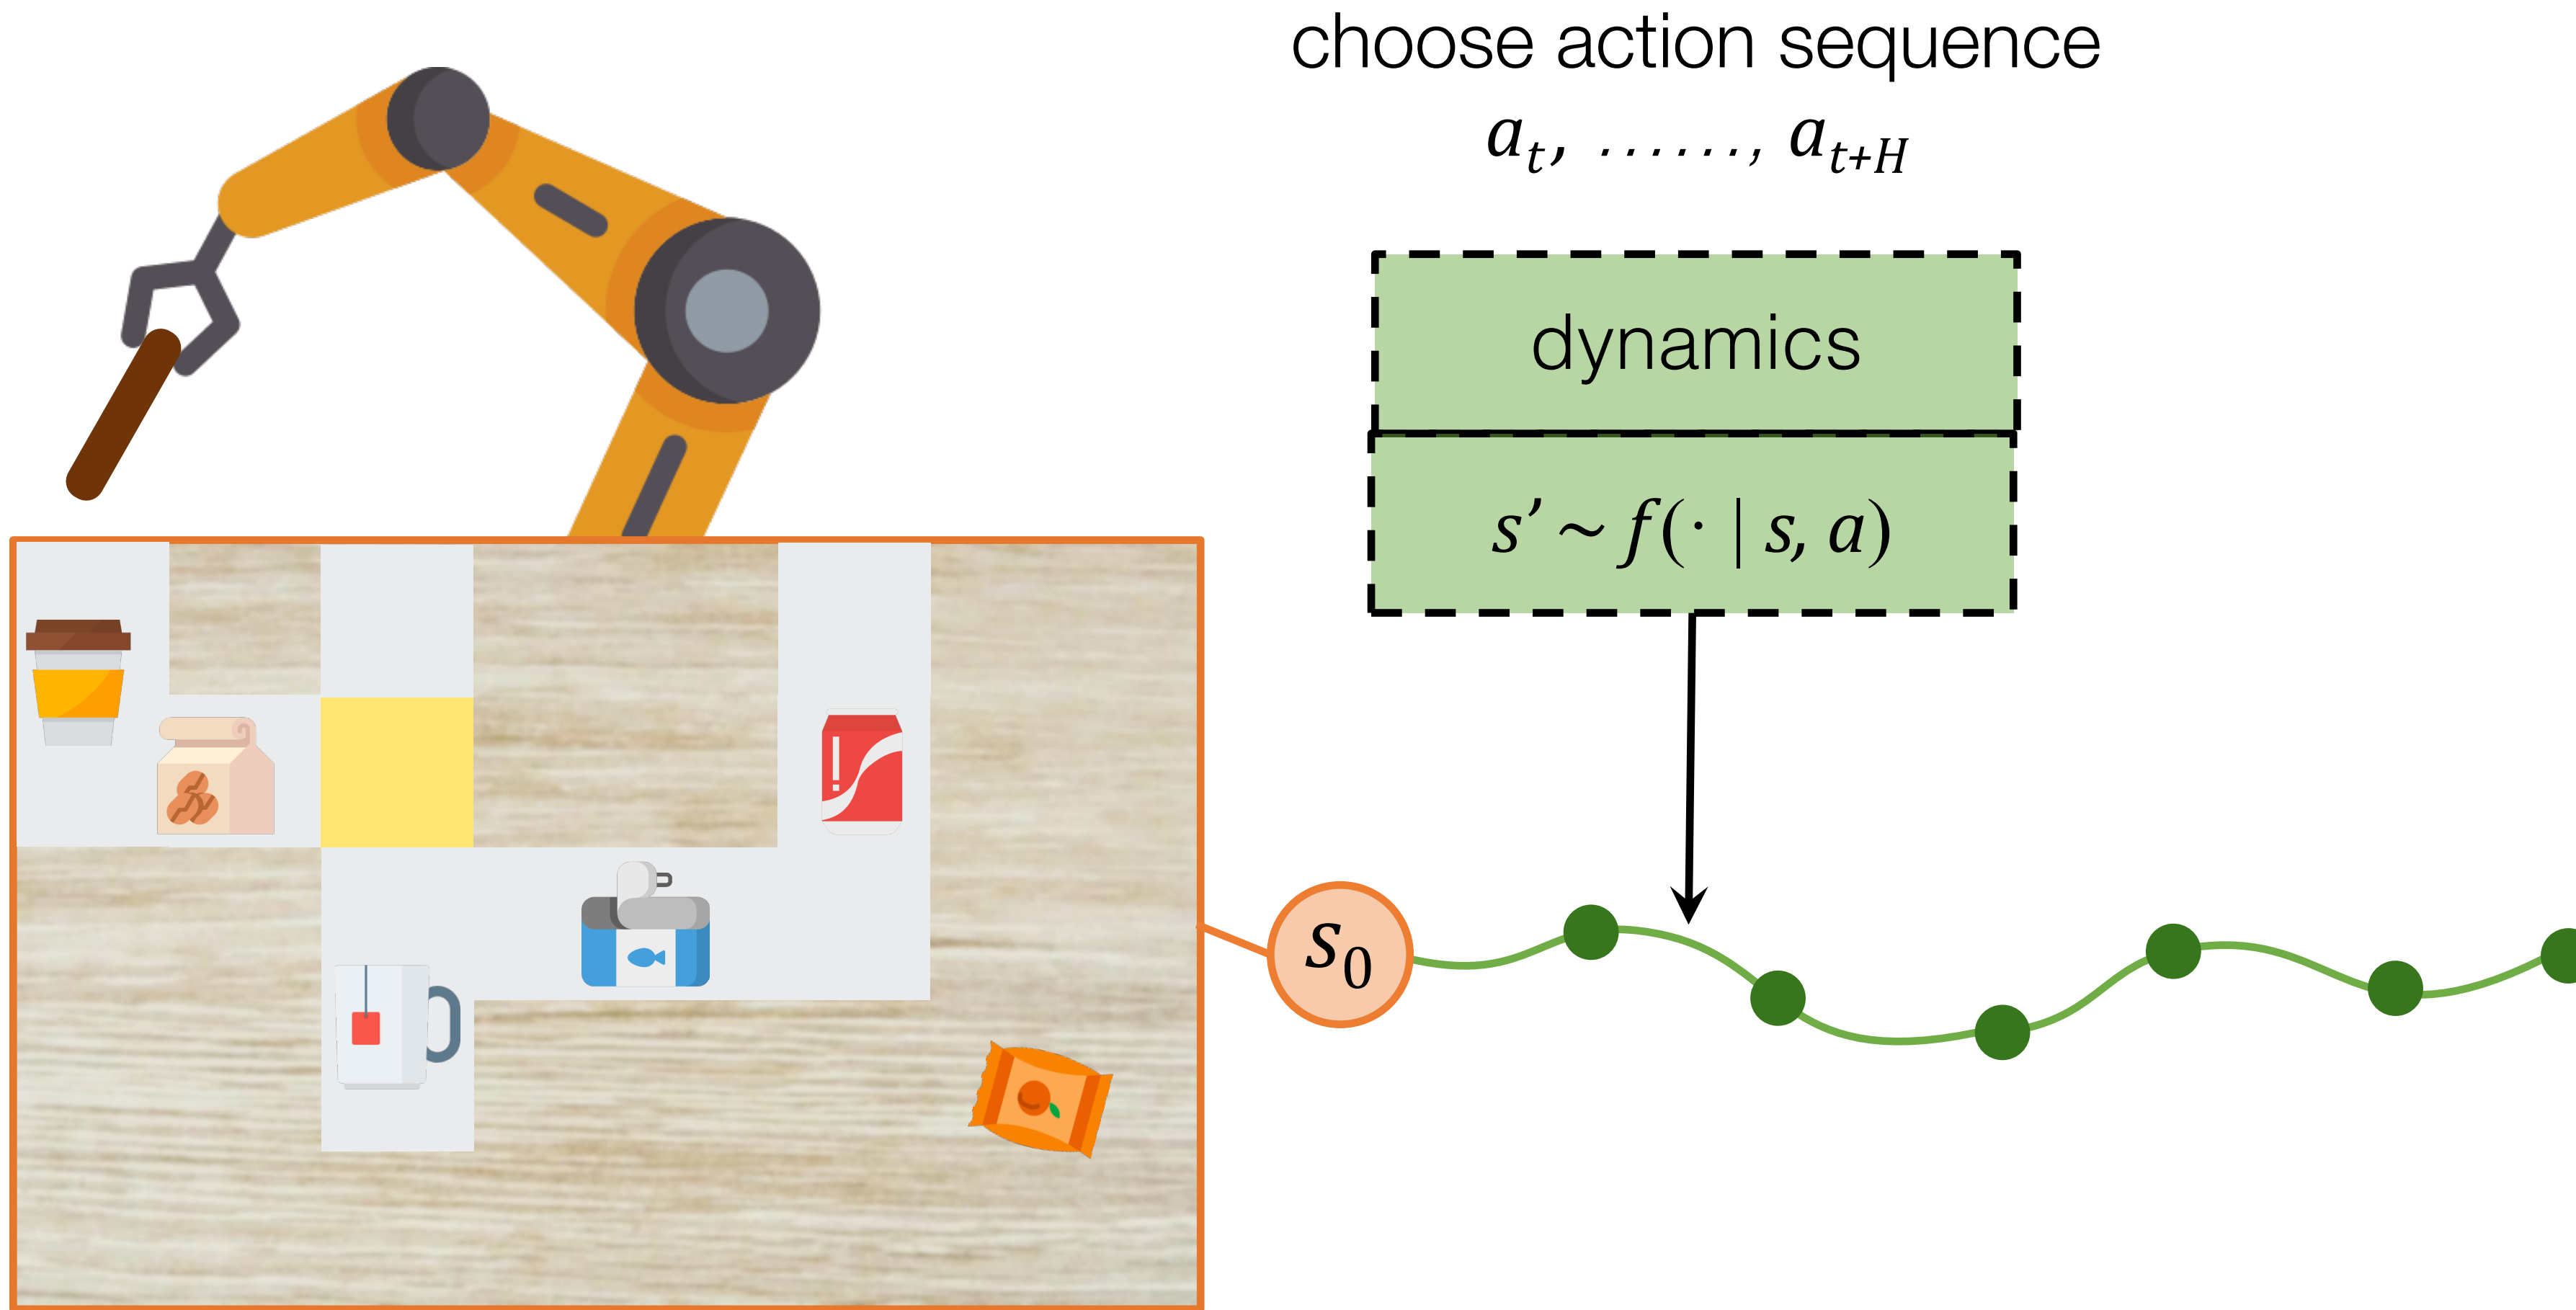 choose action sequence
a_t, ......, a_{t+H}
dynamics
s’ ~ f(· | s, a)
s_0